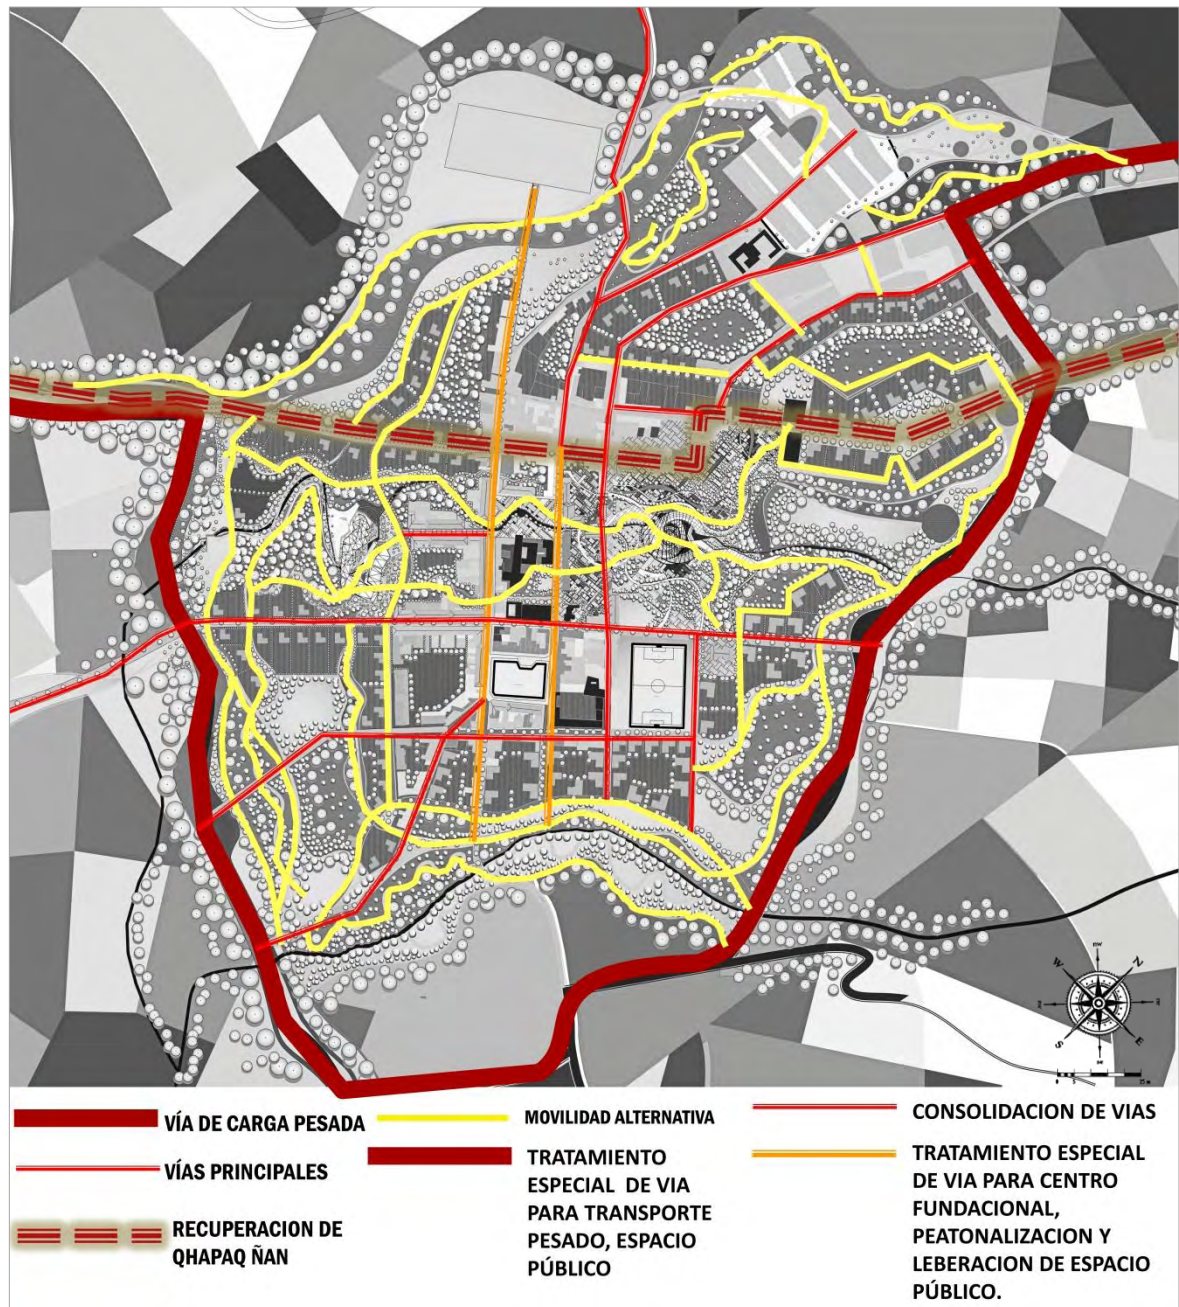 N
W
S
E
VÍA DE CARGA PESADA
VÍAS PRINCIPALES
RECUPERACION DE
QHAPAQ ÑAN
MOVILIDAD ALTERNATIVA
TRATAMIENTO
ESPECIAL DE VIA
PARA TRANSPORTE
PESADO, ESPACIO
PÚBLICO
CONSOLIDACION DE VIAS
TRATAMIENTO ESPECIAL
DE VIA PARA CENTRO
FUNDACIONAL,
PEATONALIZACION Y
LEBERACION DE ESPACIO
PÚBLICO.